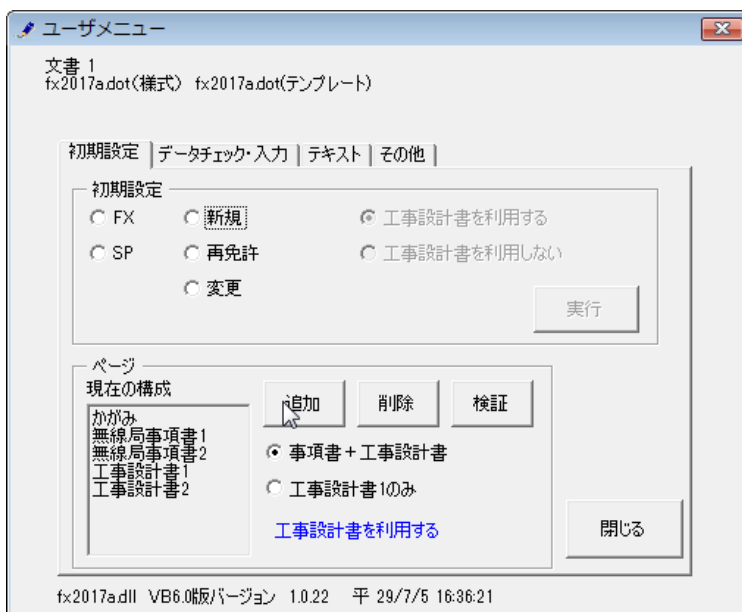 ユーザメニュー
文書 1
fx2017a.dot(様式) fx2017a.dot(テンプレート)
初期設定 データチェック・入力 テキスト その他
初期設定
FX 新規 工事設計書を利用する
SP 再免許 工事設計書を利用しない
変更
実行
ページ
現在の構成
追加 削除 検証
かがみ
無線局事項書1
無線局事項書2
工事設計書1
工事設計書2
事項書+工事設計書
工事設計書1のみ
工事設計書を利用する
閉じる
fx2017a.dll VB6.0版バージョン 1.0.22 平 29/7/5 16:36:21